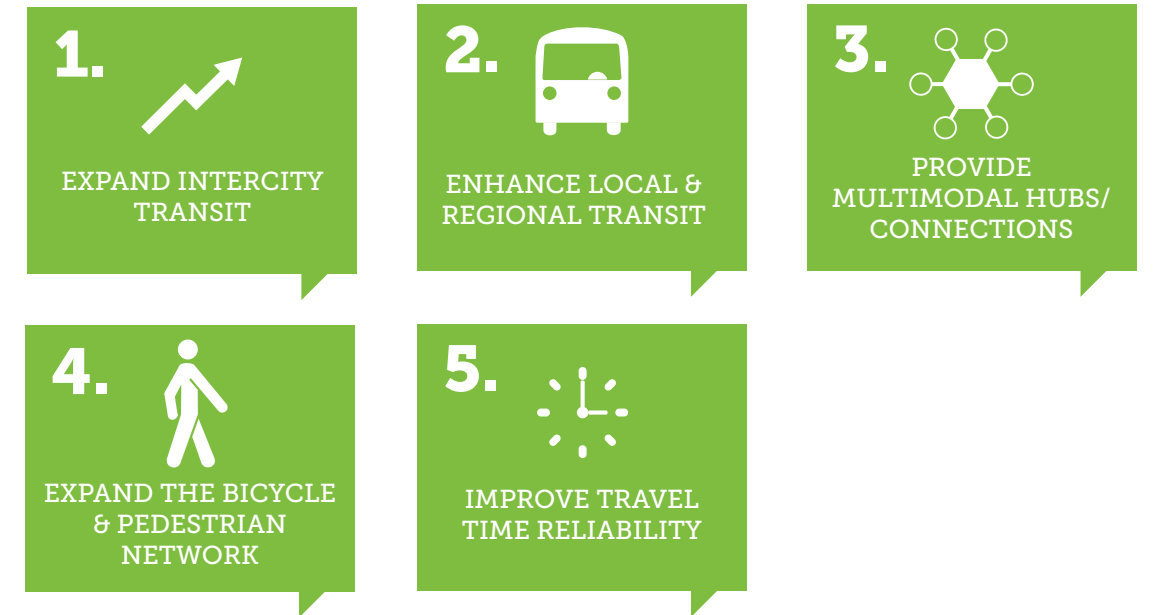 1.
EXPAND INTERCITY
TRANSIT
2.
ENHANCE LOCAL &
REGIONAL TRANSIT
3.
PROVIDE
MULTIMODAL HUBS/
CONNECTIONS
4.
EXPAND THE BICYCLE
& PEDESTRIAN
NETWORK
5.
IMPROVE TRAVEL
TIME RELIABILITY